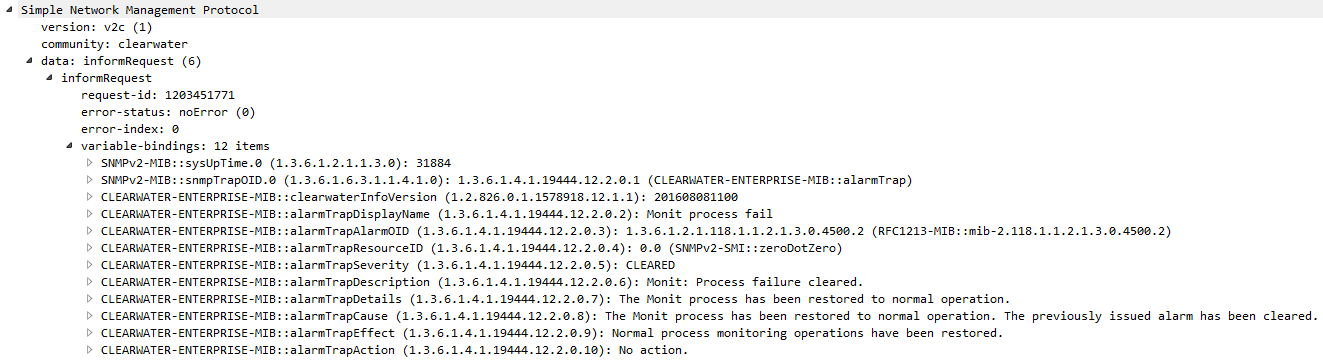 Simple Network Management Protocol
version: v2c (1)
community: clearwater
data: informRequest (6)
informRequest
request-id: 1203451771
error-status: noError (0)
error-index: 0
variable-bindings: 12 items
SNMPv2-MIB::sysUpTime.0 (1.3.6.1.2.1.1.3.0): 31884
SNMPv2-MIB::snmpTrapOID.0 (1.3.6.1.6.3.1.1.4.1.0): 1.3.6.1.4.1.19444.12.2.0.1 (CLEARWATER-ENTERPRISE-MIB::alarmTrap)
CLEARWATER-ENTERPRISE-MIB::clearwaterInfoVersion (1.2.826.0.1.1578918.12.1.1): 201608081100
CLEARWATER-ENTERPRISE-MIB::alarmTrapDisplayName (1.3.6.1.4.1.19444.12.2.0.2): Monit process fail
CLEARWATER-ENTERPRISE-MIB::alarmTrapAlarmOID (1.3.6.1.4.1.19444.12.2.0.3): 1.3.6.1.2.1.118.1.1.2.1.3.0.4500.2 (RFC1213-MIB::mib-2.118.1.1.2.1.3.0.4500.2)
CLEARWATER-ENTERPRISE-MIB::alarmTrapResourceID (1.3.6.1.4.1.19444.12.2.0.4): 0.0 (SNMPv2-SMI::zeroDotZero)
CLEARWATER-ENTERPRISE-MIB::alarmTrapSeverity (1.3.6.1.4.1.19444.12.2.0.5): CLEARED
CLEARWATER-ENTERPRISE-MIB::alarmTrapDescription (1.3.6.1.4.1.19444.12.2.0.6): Monit: Process failure cleared.
CLEARWATER-ENTERPRISE-MIB::alarmTrapDetails (1.3.6.1.4.1.19444.12.2.0.7): The Monit process has been restored to normal operation.
CLEARWATER-ENTERPRISE-MIB::alarmTrapCause (1.3.6.1.4.1.19444.12.2.0.8): The Monit process has been restored to normal operation. The previously issued alarm has been cleared.
CLEARWATER-ENTERPRISE-MIB::alarmTrapEffect (1.3.6.1.4.1.19444.12.2.0.9): Normal process monitoring operations have been restored.
CLEARWATER-ENTERPRISE-MIB::alarmTrapAction (1.3.6.1.4.1.19444.12.2.0.10): No action.